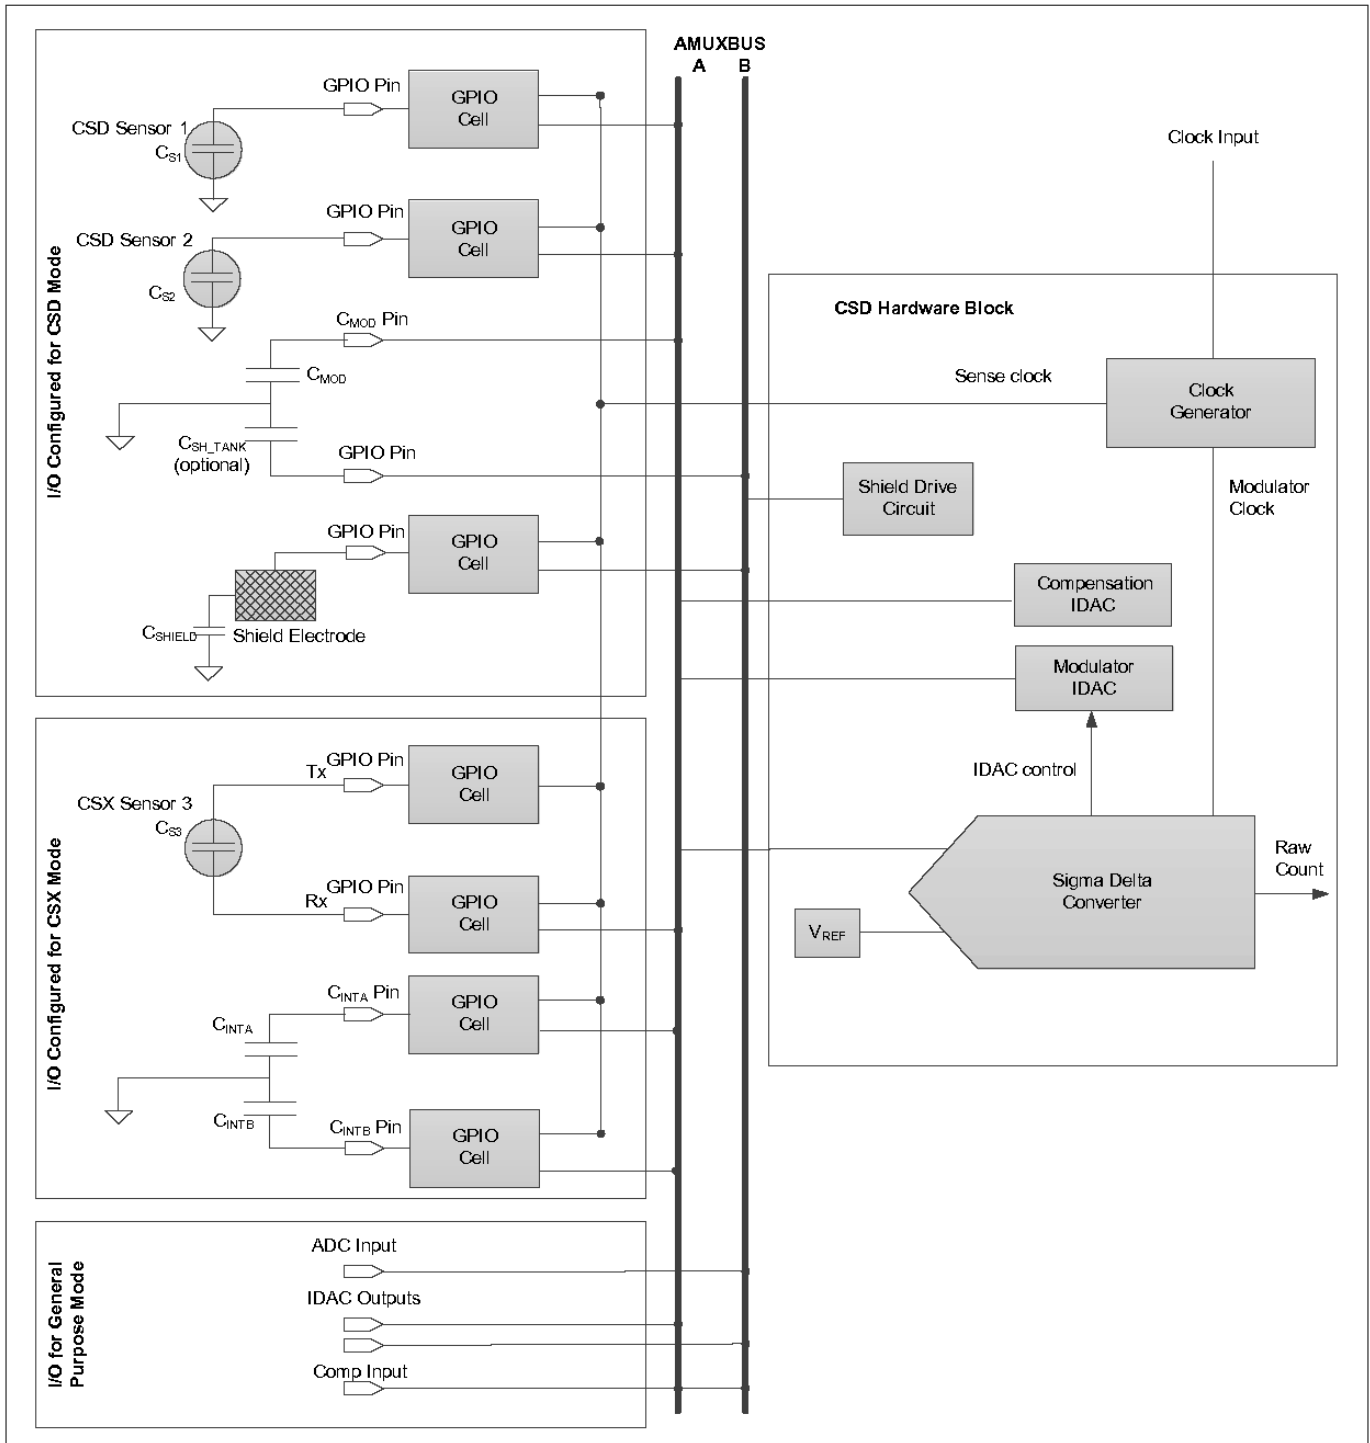 AMUXBUS
A B
I/O Configured for CSD Mode
GPIO Pin
GPIO
Cell
CSD Sensor 1
CS1
GPIO Pin
GPIO
Cell
CSD Sensor 2
CS2
CMOD Pin
CMOD
CSH_TANK
(optional)
GPIO Pin
GPIO Pin
GPIO
Cell
CSHIELD
Shield Electrode
I/O Configured for CSX Mode
GPIO Pin
Tx
GPIO
Cell
CSX Sensor 3
CS3
GPIO Pin
Rx
GPIO
Cell
CINTA Pin
GPIO
Cell
CINTA
CINTB
CINTB Pin
GPIO
Cell
I/O for General
Purpose Mode
ADC Input
IDAC Outputs
Comp Input
Clock Input
CSD Hardware Block
Sense clock
Clock
Generator
Shield Drive
Circuit
Modulator
Clock
Compensation
IDAC
Modulator
IDAC
IDAC control
Sigma Delta
Converter
Raw
Count
VREF